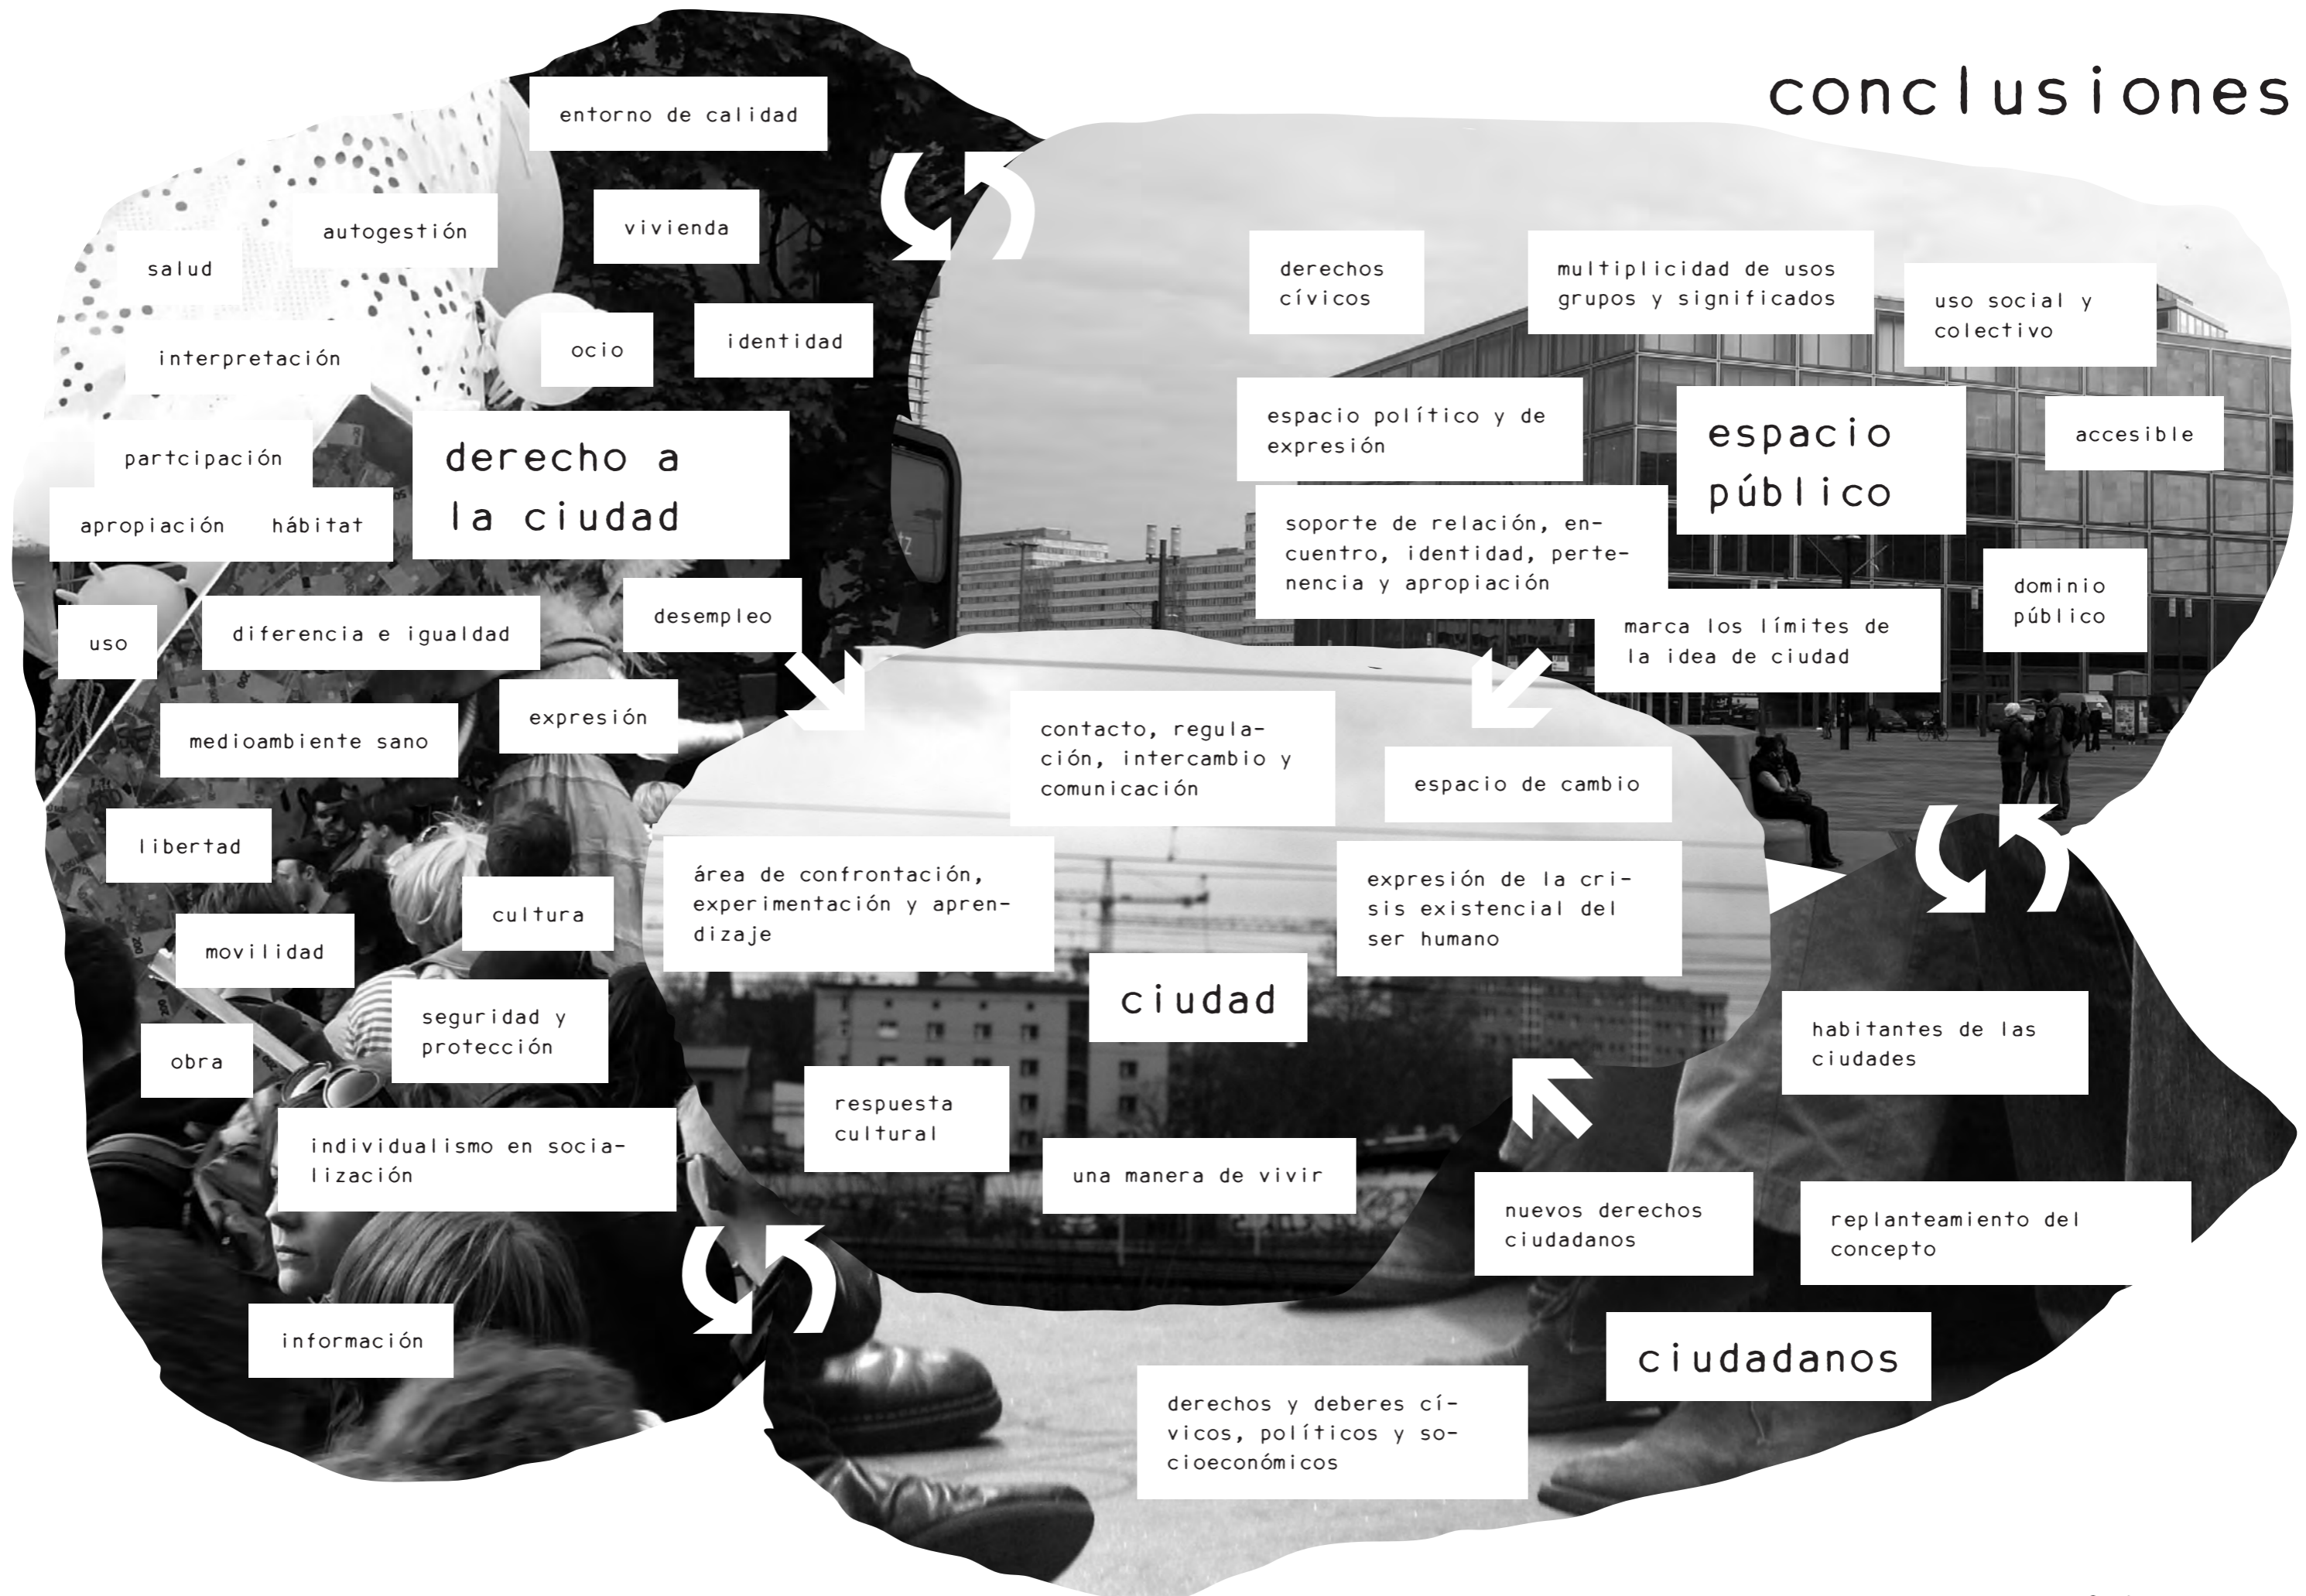 conclusiones
entorno de calidad
autogestión
vivienda
salud
identidad
ocio
interpretación
partcipación
derecho a
la ciudad
apropiación
hábitat
uso
diferencia e igualdad
desempleo
expresión
medioambiente sano
libertad
cultura
movilidad
seguridad y
protección
obra
individualismo en socia-
lización
información
derechos
cívicos
multiplicidad de usos
grupos y significados
uso social y
colectivo
espacio político y de
expresión
espacio
público
accesible
soporte de relación, en-
cuentro, identidad, perte-
nencia y apropiación
dominio
público
marca los límites de
la idea de ciudad
contacto, regula-
ción, intercambio y
comunicación
espacio de cambio
área de confrontación,
experimentación y apren-
dizaje
expresión de la cri-
sis existencial del
ser humano
ciudad
respuesta
cultural
una manera de vivir
habitantes de las
ciudades
nuevos derechos
ciudadanos
replanteamiento del
concepto
ciudadanos
derechos y deberes cí-
vicos, políticos y so-
cioeconómicos